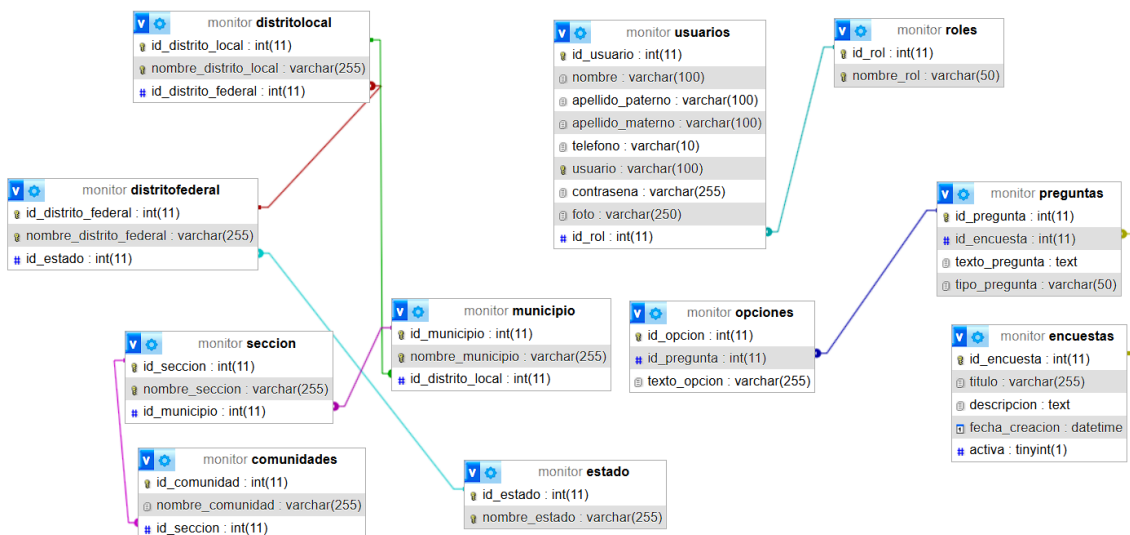 monitor distritolocal
id_distrito_local : int(11)
nombre_distrito_local : varchar(255)
id_distrito_federal : int(11)
monitor usuarios
id_usuario : int(11)
nombre : varchar(100)
apellido_paterno : varchar(100)
apellido_materno : varchar(100)
telefono : varchar(10)
usuario : varchar(100)
contrasena : varchar(255)
foto : varchar(250)
id_rol : int(11)
monitor roles
id_rol : int(11)
nombre_rol : varchar(50)
monitor distritofederal
id_distrito_federal : int(11)
nombre_distrito_federal : varchar(255)
id_estado : int(11)
monitor preguntas
id_pregunta : int(11)
id_encuesta : int(11)
texto_pregunta : text
tipo_pregunta : varchar(50)
monitor municipio
id_municipio : int(11)
nombre_municipio : varchar(255)
id_distrito_local : int(11)
monitor opciones
id_opcion : int(11)
id_pregunta : int(11)
texto_opcion : varchar(255)
monitor seccion
id_seccion : int(11)
nombre_seccion : varchar(255)
id_municipio : int(11)
monitor encuestas
id_encuesta : int(11)
titulo : varchar(255)
descripcion : text
fecha_creacion : datetime
activa : tinyint(1)
monitor comunidades
id_comunidad : int(11)
nombre_comunidad : varchar(255)
id_seccion : int(11)
monitor estado
id_estado : int(11)
nombre_estado : varchar(255)